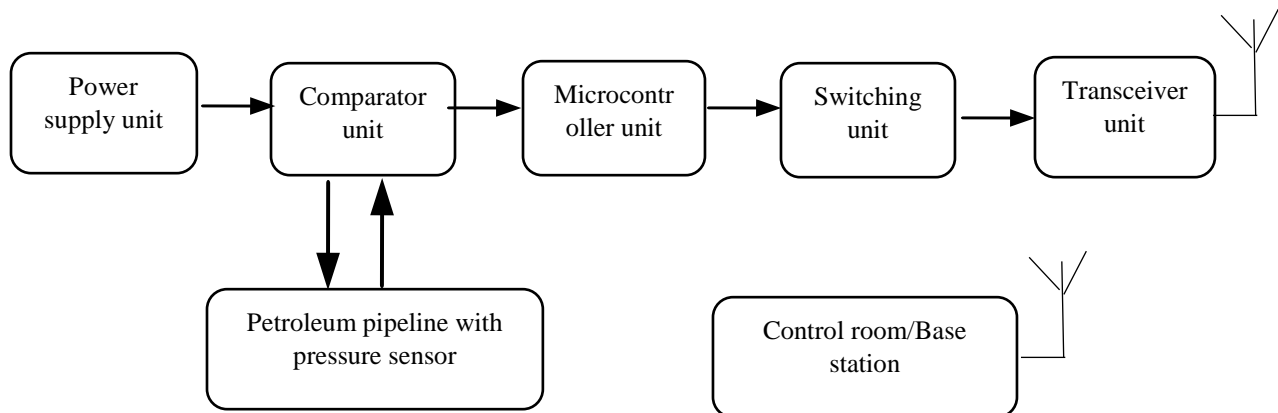 Power
supply unit
Comparator
unit
Microcontr
oller unit
Switching
unit
Transceiver
unit
Petroleum pipeline with
pressure sensor
Control room/Base
station